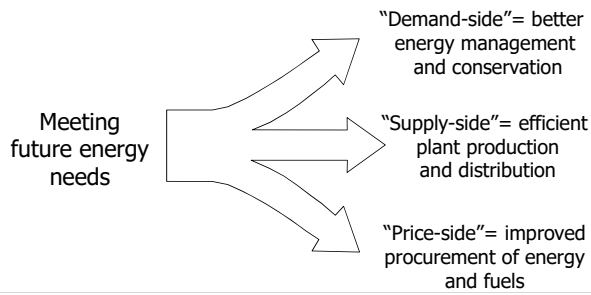 Meeting
future energy
needs
“Demand-side”= better
energy management
and conservation
“Supply-side”= efficient
plant production
and distribution
“Price-side”= improved
procurement of energy
and fuels